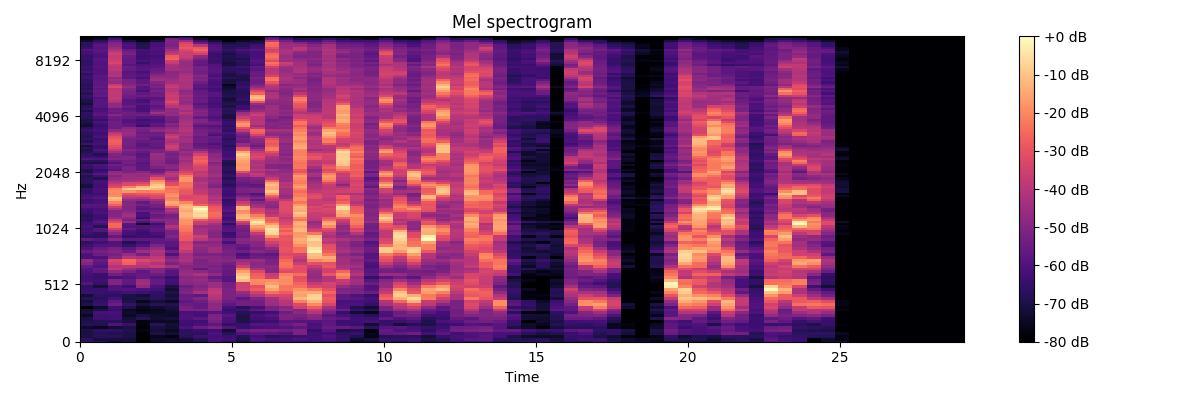 Mel spectrogram
8192
4096
2048
1024
512
0
Hz
0 5 10 15 20 25
Time
+0 dB
-10 dB
-20 dB
-30 dB
-40 dB
-50 dB
-60 dB
-70 dB
-80 dB